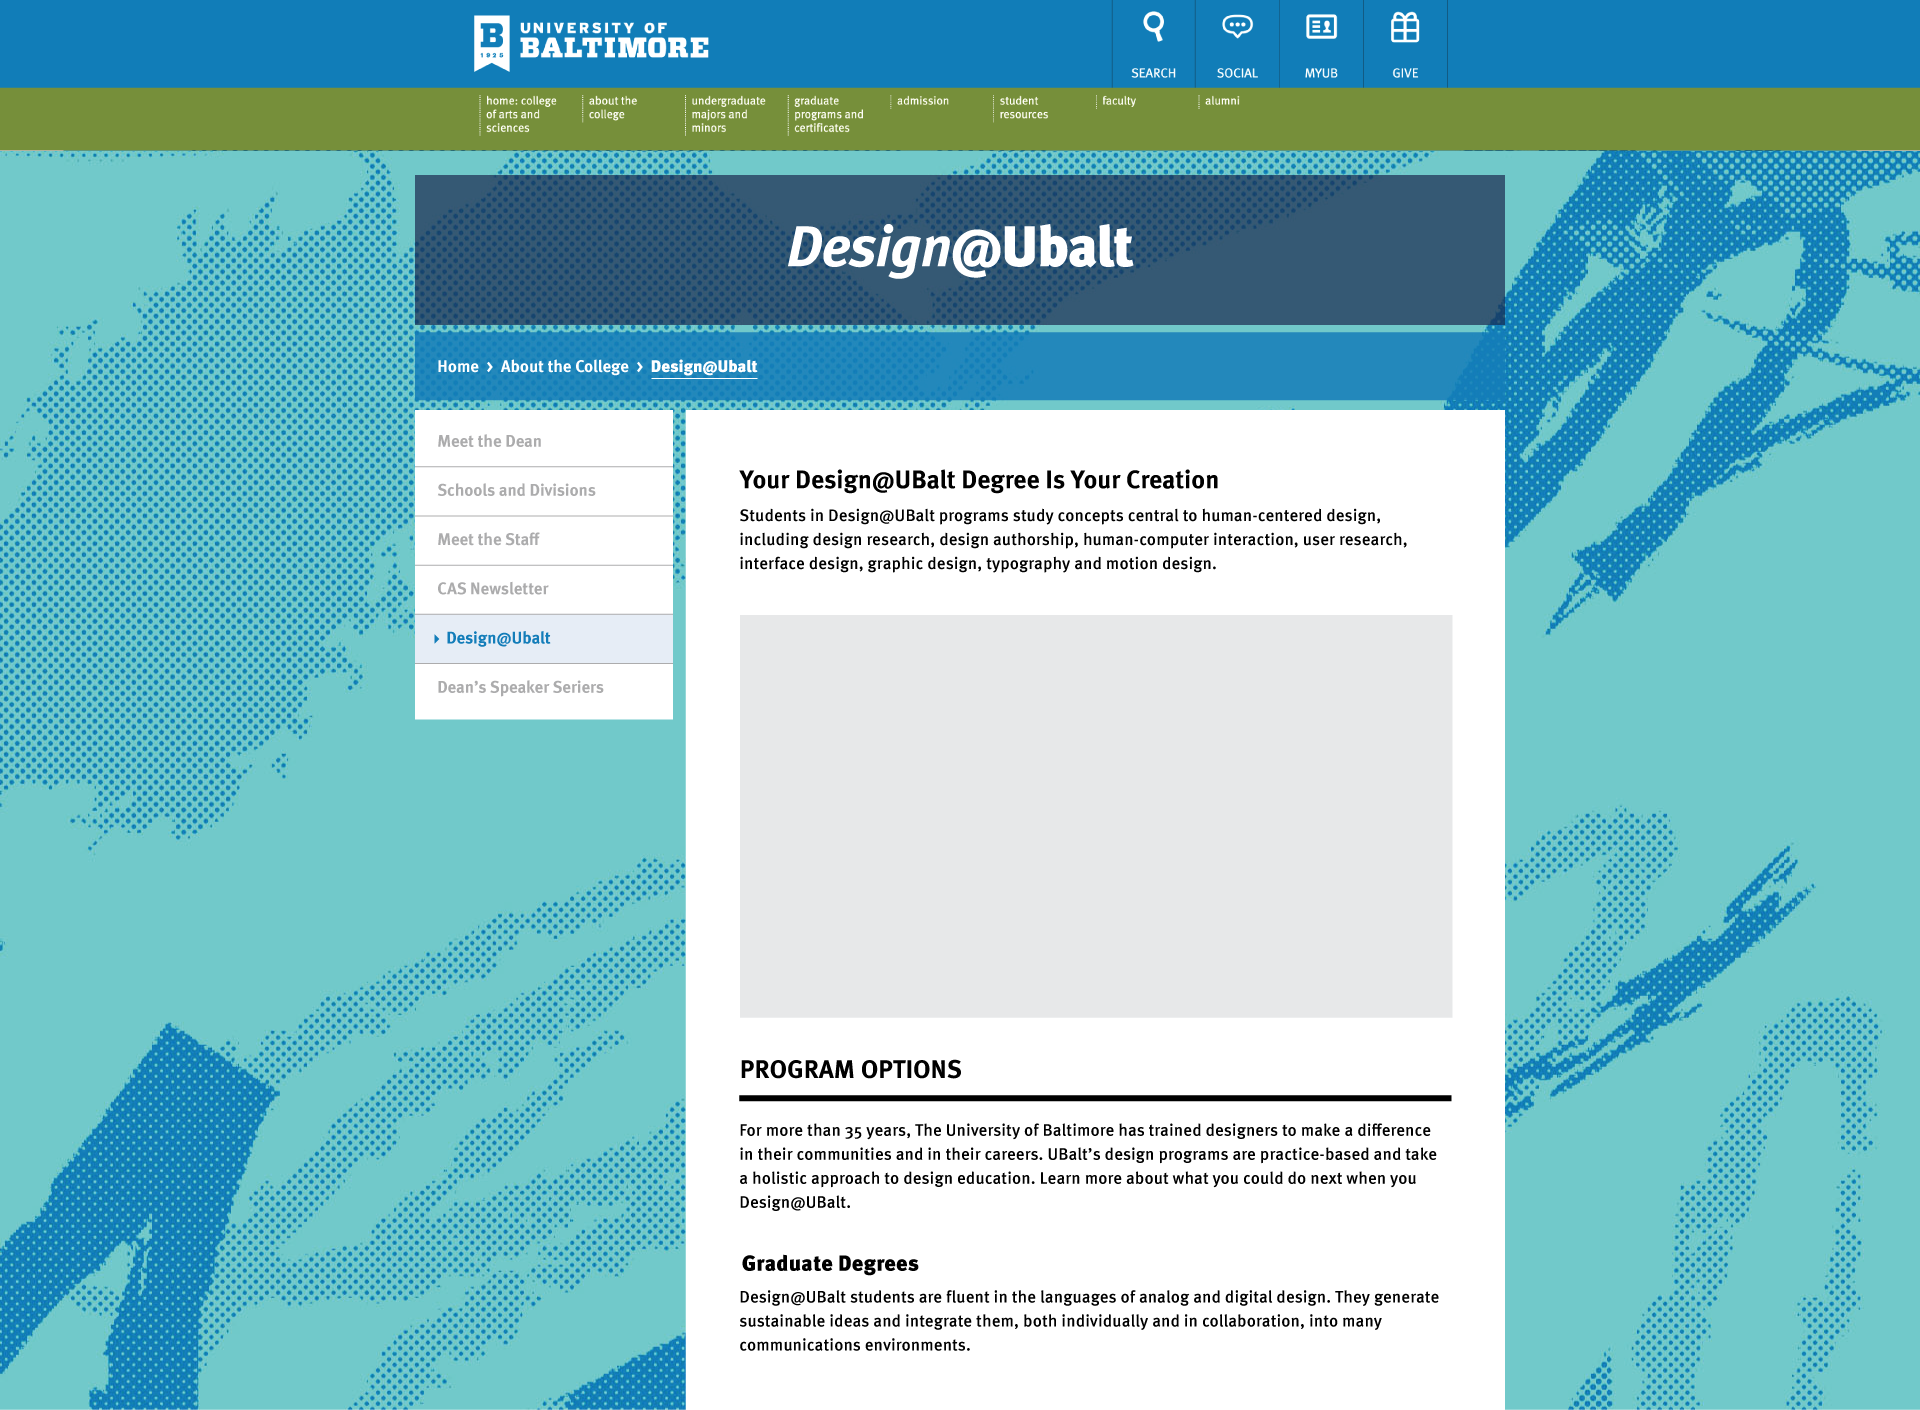 UNIVERSITY OF
BALTIMORE
B
1925
SEARCH
SOCIAL
MYUB
GIVE
home: college
of arts and
sciences
about the
college
undergraduate
majors and
minors
graduate
programs and
certificates
admission
student
resources
faculty
alumni
Design@Ubalt
Home › About the College › Design@Ubalt
Meet the Dean
Schools and Divisions
Meet the Staff
CAS Newsletter
Design@Ubalt
Dean’s Speaker Seriers
Your Design@UBalt Degree Is Your Creation
Students in Design@UBalt programs study concepts central to human-centered design,
including design research, design authorship, human-computer interaction, user research,
interface design, graphic design, typography and motion design.
PROGRAM OPTIONS
For more than 35 years, The University of Baltimore has trained designers to make a difference
in their communities and in their careers. UBalt’s design programs are practice-based and take
a holistic approach to design education. Learn more about what you could do next when you
Design@UBalt.
Graduate Degrees
Design@UBalt students are fluent in the languages of analog and digital design. They generate
sustainable ideas and integrate them, both individually and in collaboration, into many
communications environments.